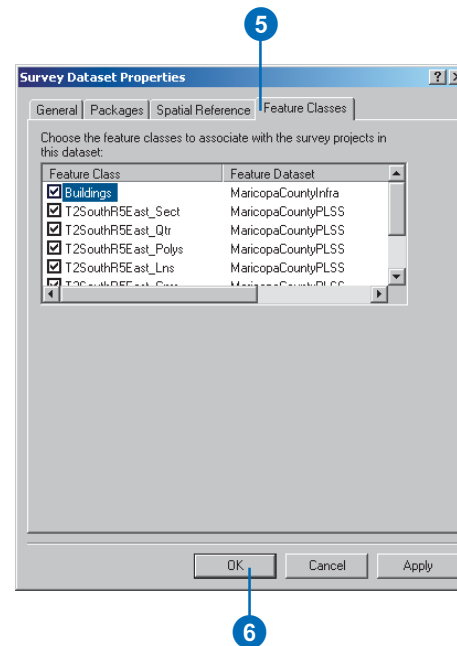 5
Survey Dataset Properties
General Packages Spatial Reference Feature Classes
Choose the feature classes to associate with the survey projects in
this dataset:
Feature Class Feature Dataset
Buildings MaricopaCountyInfra
T2SouthR5East_Sect MaricopaCountyPLSS
T2SouthR5East_Qtr MaricopaCountyPLSS
T2SouthR5East_Polys MaricopaCountyPLSS
T2SouthR5East_Lns MaricopaCountyPLSS
OK Cancel Apply
6